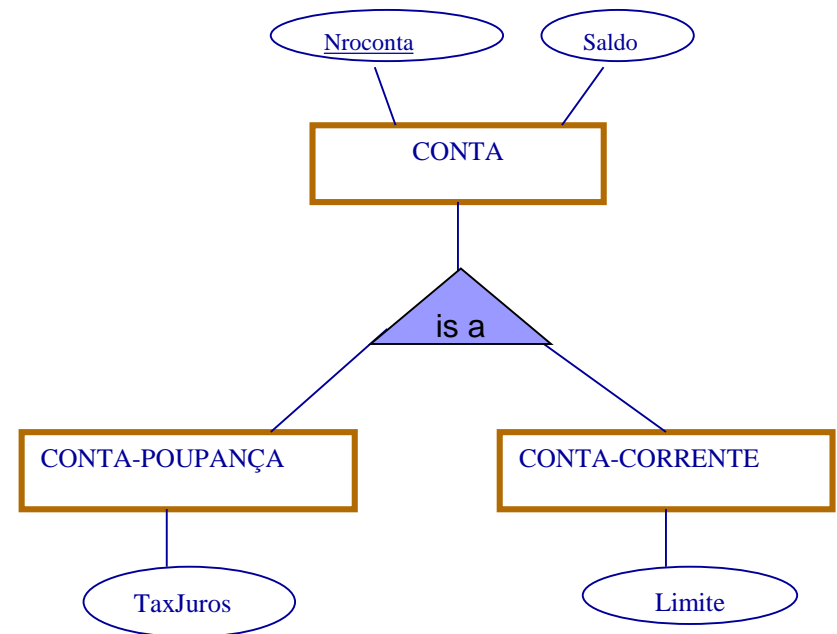 Nroconta
Saldo
CONTA
is a
CONTA-POUPANÇA
CONTA-CORRENTE
TaxJuros
Limite